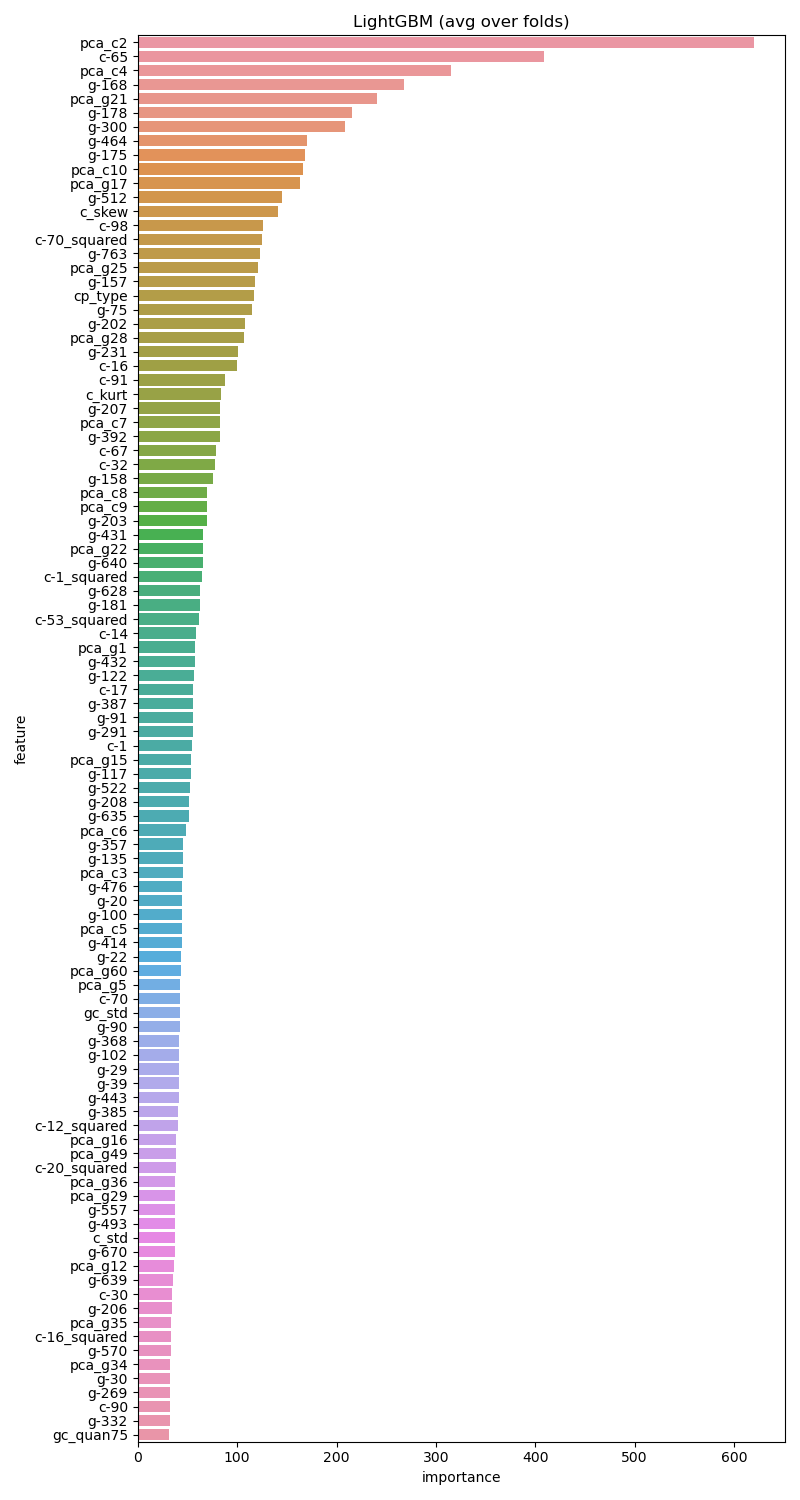 LightGBM (avg over folds)
pca_c2
c-65
pca_c4
g-168
pca_g21
g-178
g-300
g-464
g-175
pca_c10
pca_g17
g-512
c_skew
c-98
c-70_squared
g-763
pca_g25
g-157
cp_type
g-75
g-202
pca_g28
g-231
c-16
c-91
c_kurt
g-207
pca_c7
g-392
c-67
c-32
g-158
pca_c8
pca_c9
g-203
g-431
pca_g22
g-640
c-1_squared
g-628
g-181
c-53_squared
c-14
pca_g1
g-432
g-122
c-17
g-387
g-91
g-291
c-1
pca_g15
g-117
g-522
g-208
g-635
pca_c6
g-357
g-135
pca_c3
g-476
g-20
g-100
pca_c5
g-414
g-22
pca_g60
pca_g5
c-70
gc_std
g-90
g-368
g-102
g-29
g-39
g-443
g-385
c-12_squared
pca_g16
pca_g49
c-20_squared
pca_g36
pca_g29
g-557
g-493
c_std
g-670
pca_g12
g-639
c-30
g-206
pca_g35
c-16_squared
g-570
pca_g34
g-30
g-269
c-90
g-332
gc_quan75
feature
0 100 200 300 400 500 600
importance